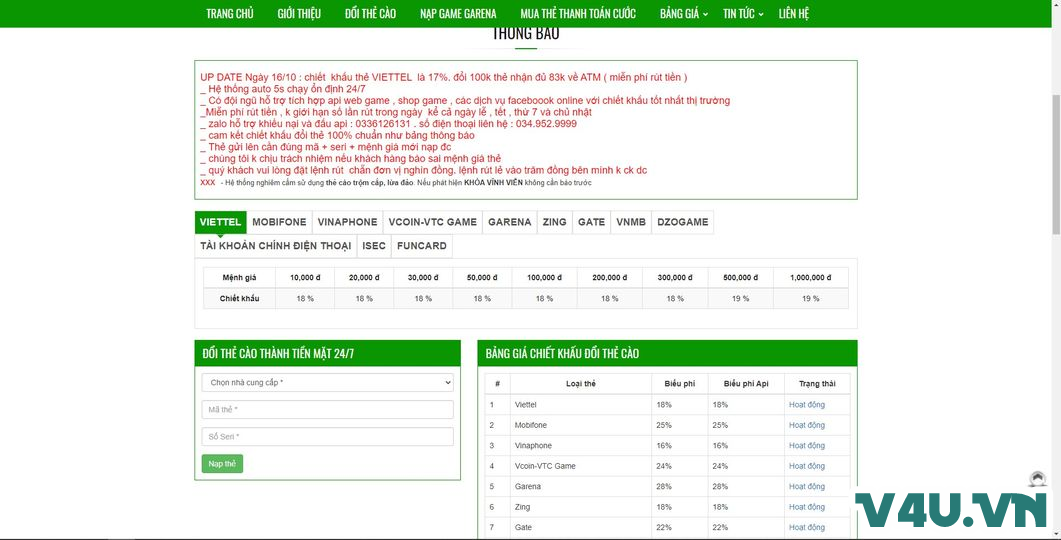 TRANG CHỦ GIỚI THIỆU ĐỔI THẺ CÀO NẠP GAME GARENA MUA THẺ THANH TOÁN CƯỚC BẢNG GIÁ TIN TỨC LIÊN HỆ
THÔNG BÁO
UP DATE Ngày 16/10 : chiết khấu thẻ VIETTEL là 17%, đổi 100k thẻ nhận đủ 83k về ATM ( miễn phí rút tiền )
_ Hệ thống auto 5s chạy ổn định 24/7
_ Có đội ngũ hỗ trợ tích hợp api web game , shop game , các dịch vụ faceboook online với chiết khấu tốt nhất thị trường
_Miễn phí rút tiền , k giới hạn số lần rút trong ngày kể cả ngày lễ , tết , thứ 7 và chủ nhật
_ zalo hỗ trợ khiếu nại và đấu api : 0336126131 . số điện thoại liên hệ : 034.952.9999
_ cam kết chiết khấu đổi thẻ 100% chuẩn như bảng thông báo
_ Thẻ gửi lên cần đúng mã + seri + mệnh giá mới nạp đc
_ chúng tôi k chịu trách nhiệm nếu khách hàng báo sai mệnh giá thẻ
_ quý khách vui lòng đặt lệnh rút chẵn đơn vị nghìn đồng. lệnh rút lẻ vào trăm đồng bên mình k ck dc
XXX - Hệ thống nghiêm cấm sử dụng thẻ cào trộm cắp, lừa đảo. Nếu phát hiện KHÓA VĨNH VIỄN không cần báo trước
VIETTEL MOBIFONE VINAPHONE VCOIN-VTC GAME GARENA ZING GATE VNMB DZOGAME
TÀI KHOẢN CHÍNH ĐIỆN THOẠI ISEC FUNCARD
Mệnh giá 10,000 đ 20,000 đ 30,000 đ 50,000 đ 100,000 đ 200,000 đ 300,000 đ 500,000 đ 1,000,000 đ
Chiết khấu 18 % 18 % 18 % 18 % 18 % 18 % 18 % 19 % 19 %
ĐỔI THẺ CÀO THÀNH TIỀN MẶT 24/7
Chọn nhà cung cấp *
Mã thẻ *
Số Seri *
Nạp thẻ
BẢNG GIÁ CHIẾT KHẤU ĐỔI THẺ CÀO
# Loại thẻ Biểu phí Biểu phí Api Trạng thái
1 Viettel 18% 18% Hoạt động
2 Mobifone 25% 25% Hoạt động
3 Vinaphone 16% 16% Hoạt động
4 Vcoin-VTC Game 24% 24% Hoạt động
5 Garena 28% 28% Hoạt động
6 Zing 18% 18% Hoạt động
7 Gate 22% 22% Hoạt động
V4U.VN